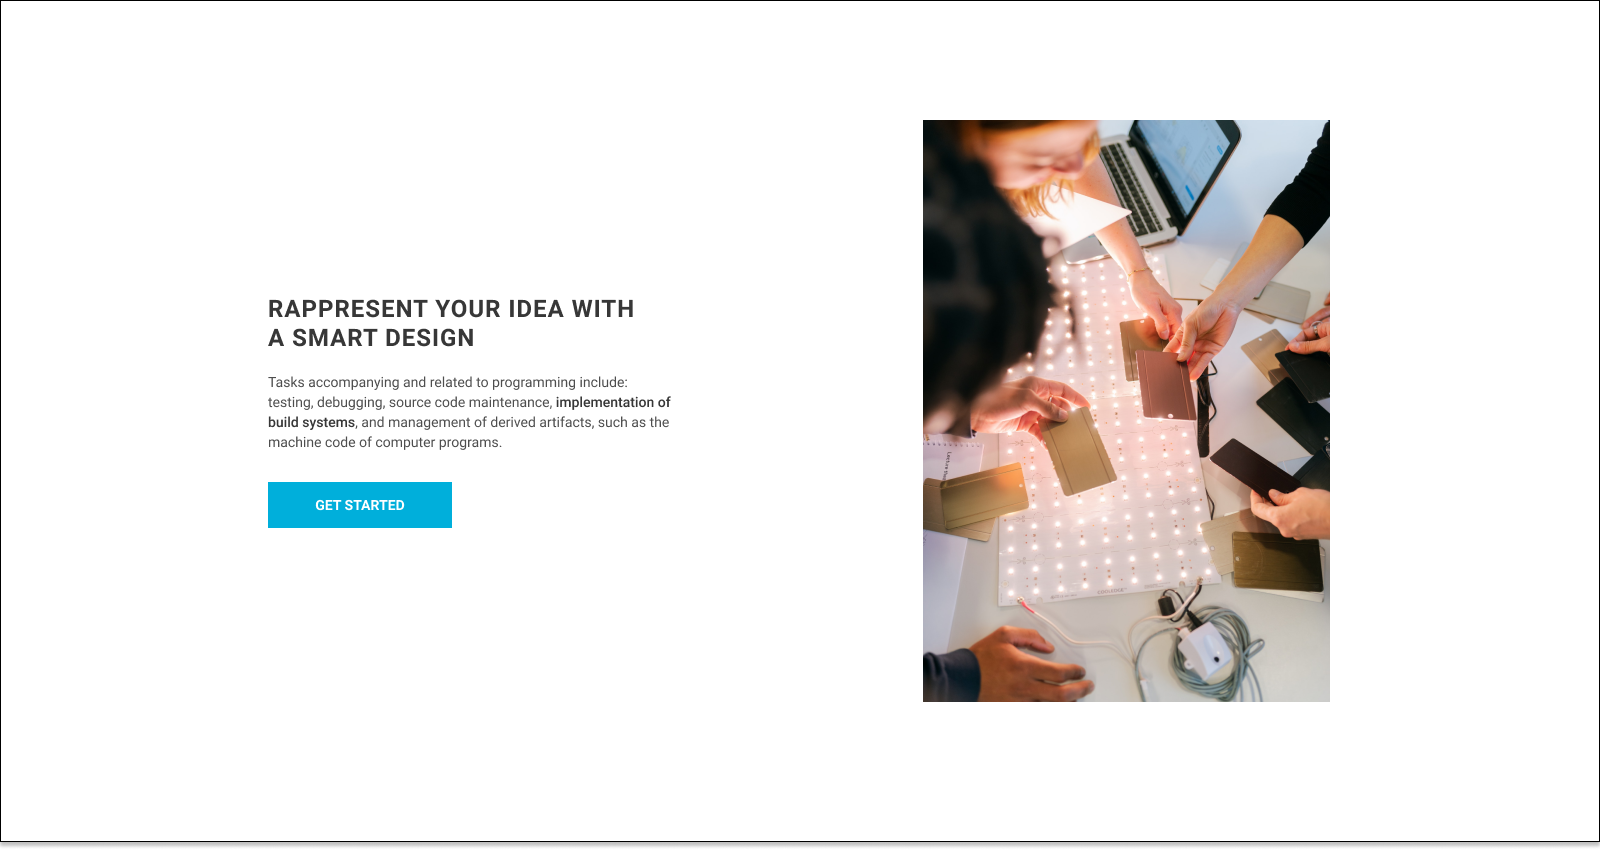 RAPPRESENT YOUR IDEA WITH
A SMART DESIGN
Tasks accompanying and related to programming include:
testing, debugging, source code maintenance, implementation of
build systems, and management of derived artifacts, such as the
machine code of computer programs.
GET STARTED